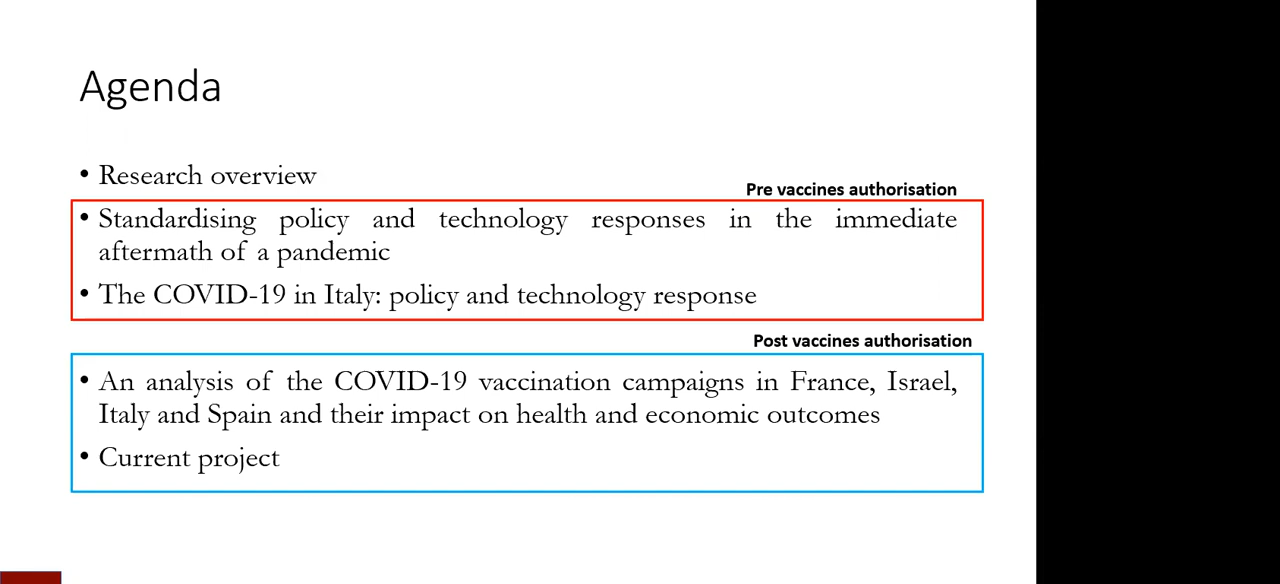 Agenda
• Research overview
Pre vaccines authorisation
• Standardising policy and technology responses in the immediate
aftermath of a pandemic
• The COVID-19 in Italy: policy and technology response
Post vaccines authorisation
• An analysis of the COVID-19 vaccination campaigns in France, Israel,
Italy and Spain and their impact on health and economic outcomes
• Current project